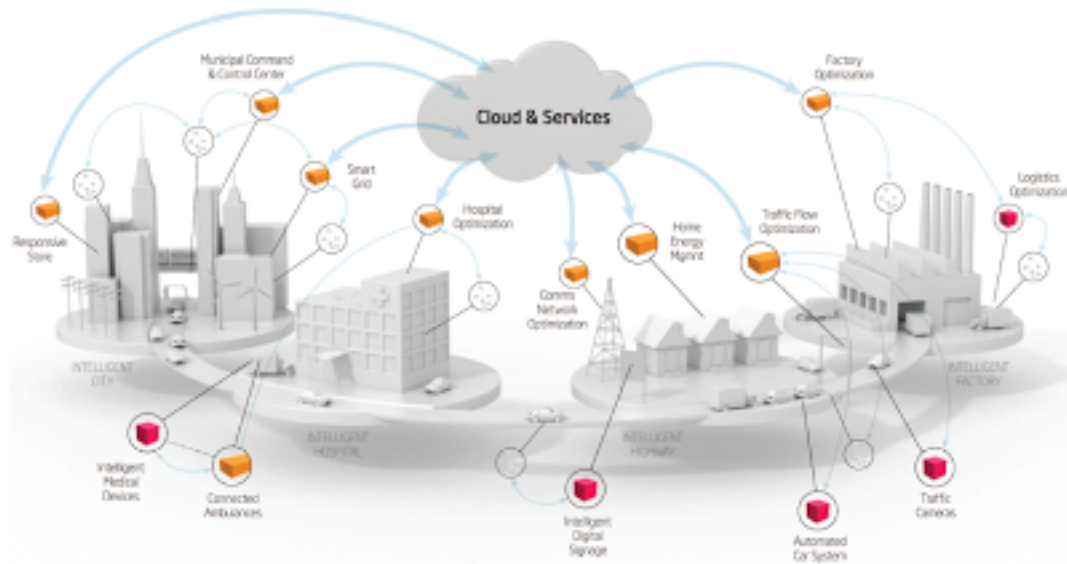 Municipal Command
& Control Center
Cloud & Services
Factory
Optimization
Smart
Grid
Logistics
Optimization
Responsive
Store
Hospital
Optimization
Home
Energy
Mgmnt
Traffic Flow
Optimization
Comms
Network
Optimization
INTELLIGENT
CITY
INTELLIGENT
FACTORY
INTELLIGENT
HOSPITAL
INTELLIGENT
HIGHWAY
Intelligent
Medical
Devices
Connected
Ambulances
Intelligent
Digital
Signage
Automated
Car System
Traffic
Cameras